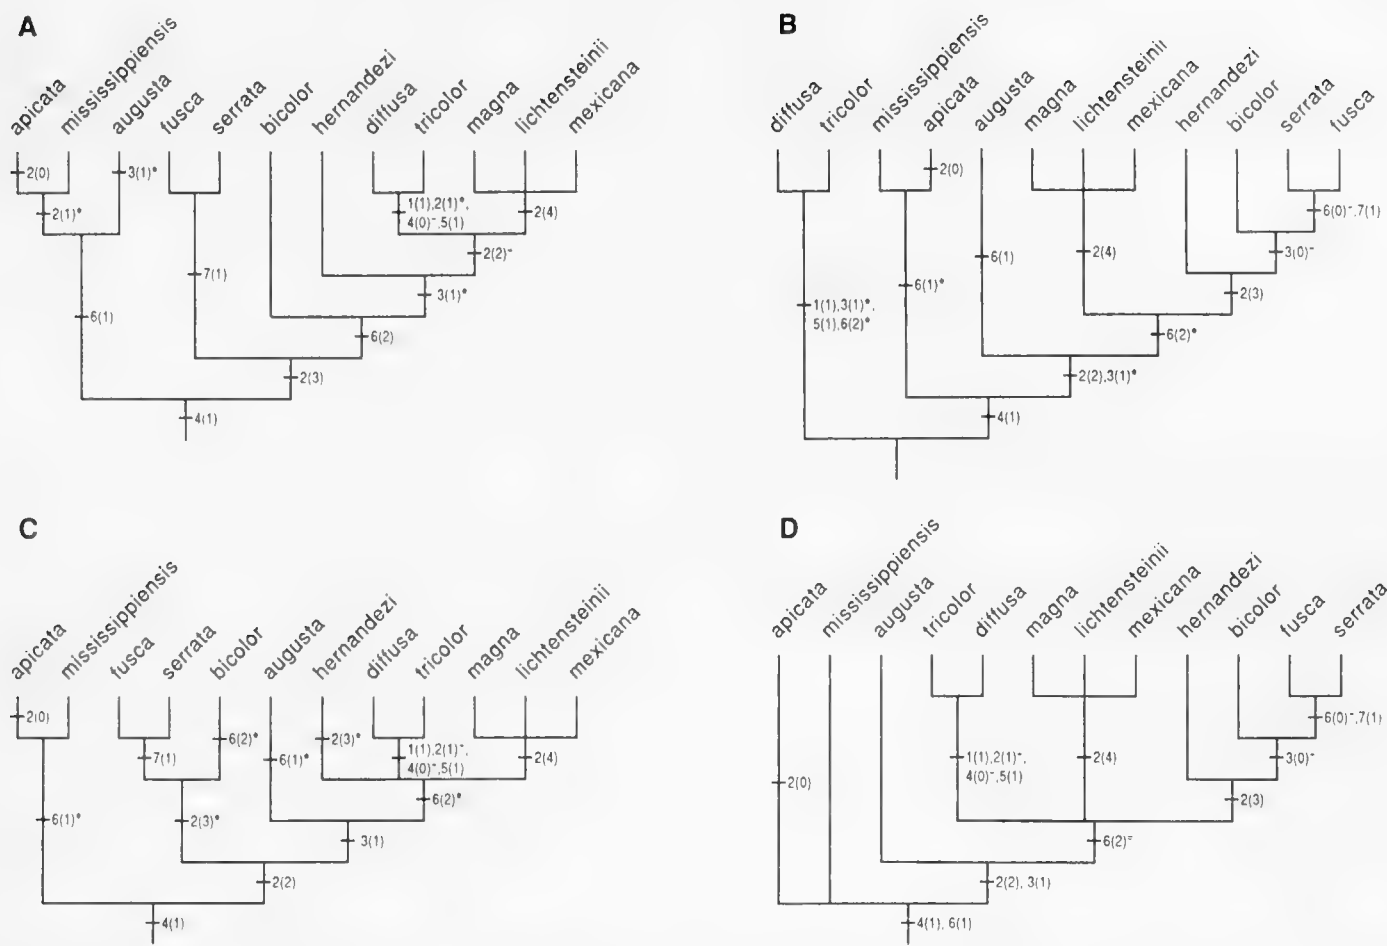 A
apicata
mississippiensis
augusta
fusca
serrata
bicolor
hernandezi
diffusa
tricolor
magna
lichtensteinii
mexicana
2(0)
3(1)*
2(1)*
1(1),2(1)*,
4(0)⁻,5(1)
2(4)
2(2)⁻
7(1)
3(1)*
6(1)
6(2)
2(3)
4(1)
B
diffusa
tricolor
mississippiensis
apicata
augusta
magna
lichtensteinii
mexicana
hernandezi
bicolor
serrata
fusca
2(0)
6(0)⁻,7(1)
6(1)
2(4)
3(0)⁻
6(1)*
2(3)
1(1),3(1)*,
5(1),6(2)*
6(2)*
2(2),3(1)*
4(1)
C
apicata
mississippiensis
fusca
serrata
bicolor
augusta
hernandezi
diffusa
tricolor
magna
lichtensteinii
mexicana
2(0)
6(2)*
2(3)*
7(1)
6(1)*
1(1),2(1)⁻,
4(0)⁻,5(1)
2(4)
6(2)*
6(1)*
2(3)*
3(1)
2(2)
4(1)
D
apicata
mississippiensis
augusta
tricolor
diffusa
magna
lichtensteinii
mexicana
hernandezi
bicolor
fusca
serrata
6(0)⁻,7(1)
1(1),2(1)⁻,
4(0)⁻,5(1)
2(4)
3(0)⁻
2(0)
2(3)
6(2)⁼
2(2), 3(1)
4(1), 6(1)